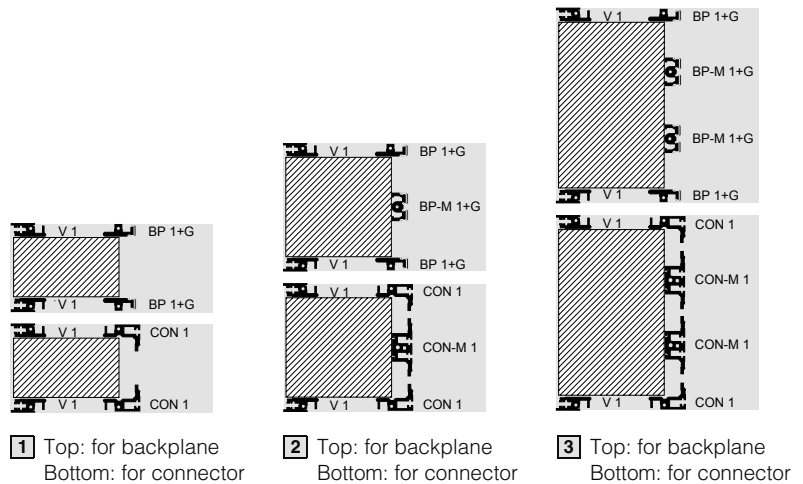 V 1 BP 1+G
V 1 BP 1+G
V 1 CON 1
V 1 CON 1
1 Top: for backplane
Bottom: for connector
V 1 BP 1+G
BP-M 1+G
V 1 BP 1+G
V 1 CON 1
CON-M 1
V 1 CON 1
2 Top: for backplane
Bottom: for connector
V 1 BP 1+G
BP-M 1+G
BP-M 1+G
V 1 BP 1+G
V 1 CON 1
CON-M 1
CON-M 1
V 1 CON 1
3 Top: for backplane
Bottom: for connector